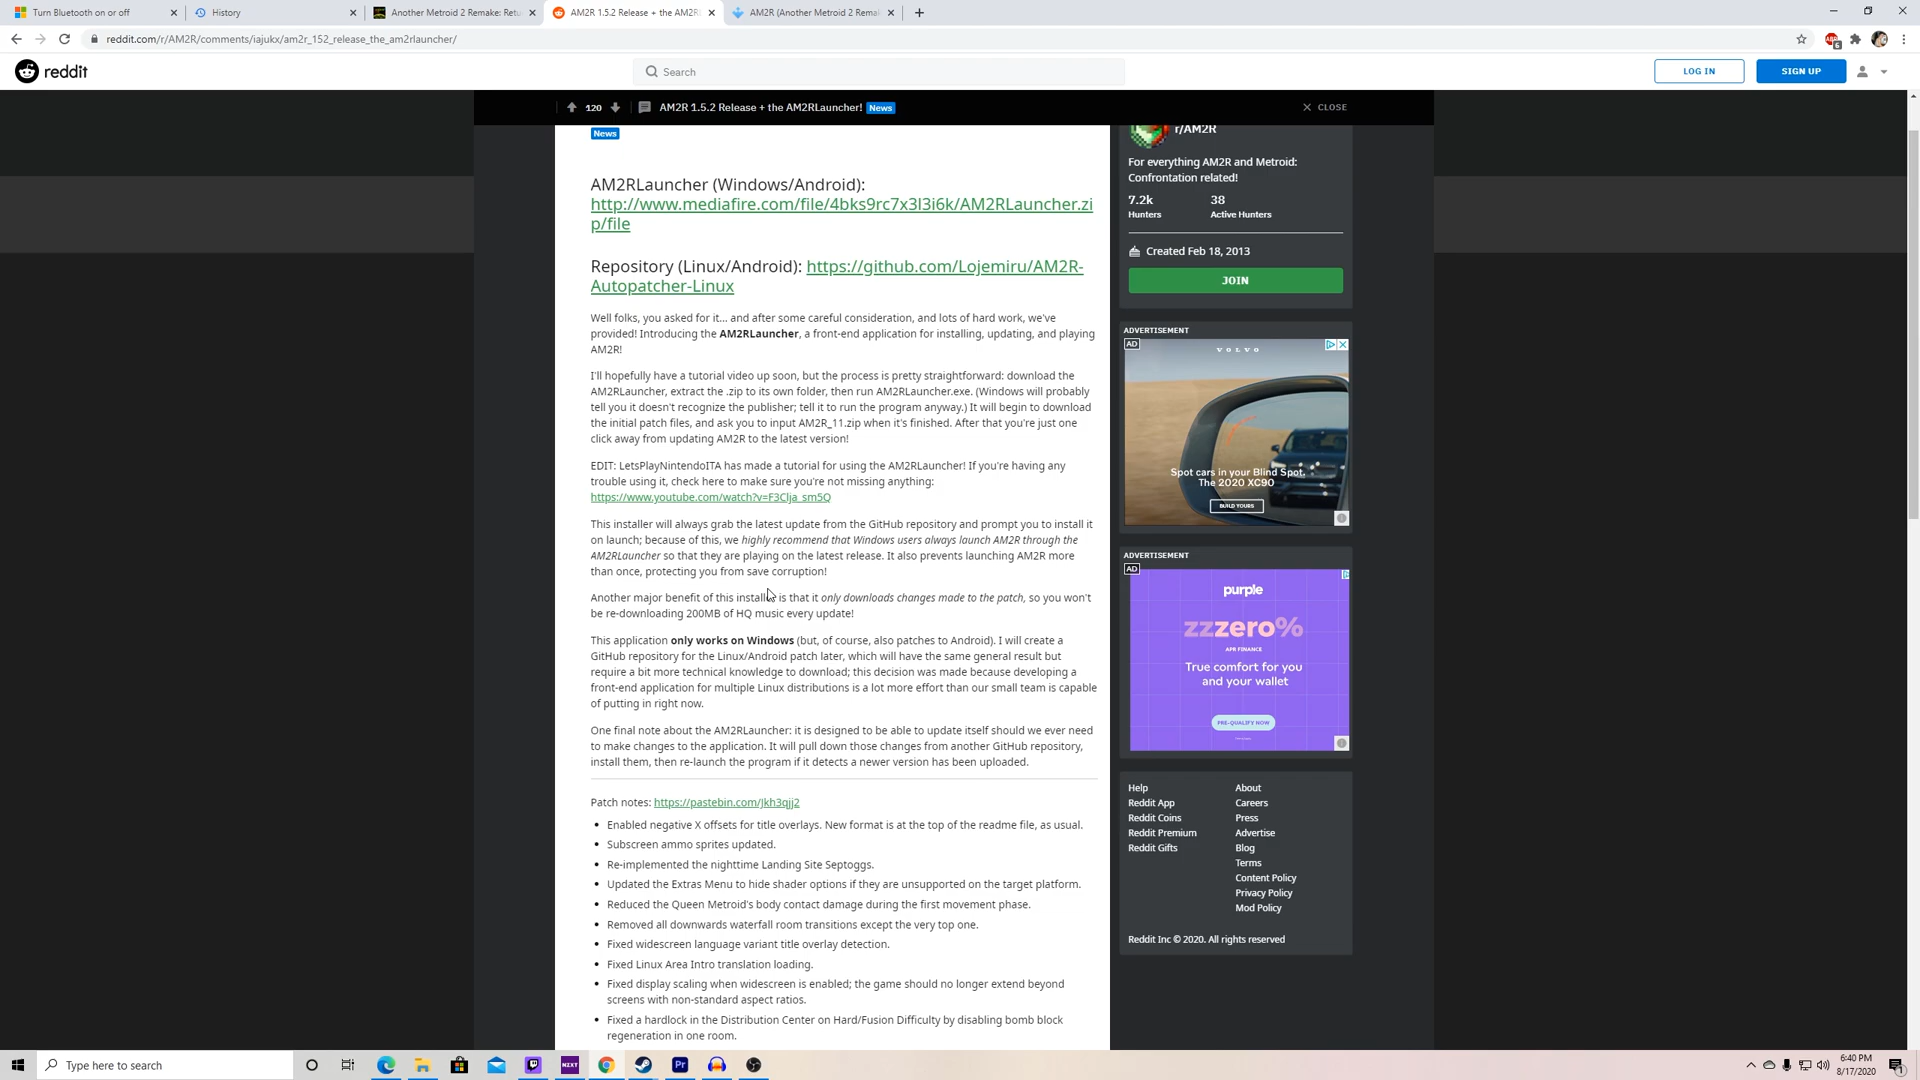 Turn Bluetooth on or off
History
Another Metroid 2 Remake: Retu
AM2R 1.5.2 Release + the AM2RL
AM2R (Another Metroid 2 Remak
reddit.com/r/AM2R/comments/iajukx/am2r_152_release_the_am2rlauncher/
6
reddit
Search
LOG IN
SIGN UP
120
AM2R 1.5.2 Release + the AM2RLauncher!
News
CLOSE
News
AM2RLauncher (Windows/Android):
http://www.mediafire.com/file/4bks9rc7x3l3i6k/AM2RLauncher.zi
p/file
Repository (Linux/Android): https://github.com/Lojemiru/AM2R-
Autopatcher-Linux
Well folks, you asked for it... and after some careful consideration, and lots of hard work, we've
provided! Introducing the AM2RLauncher, a front-end application for installing, updating, and playing
AM2R!
I'll hopefully have a tutorial video up soon, but the process is pretty straightforward: download the
AM2RLauncher, extract the .zip to its own folder, then run AM2RLauncher.exe. (Windows will probably
tell you it doesn't recognize the publisher; tell it to run the program anyway.) It will begin to download
the initial patch files, and ask you to input AM2R_11.zip when it's finished. After that you're just one
click away from updating AM2R to the latest version!
EDIT: LetsPlayNintendoITA has made a tutorial for using the AM2RLauncher! If you're having any
trouble using it, check here to make sure you're not missing anything:
https://www.youtube.com/watch?v=F3Clja_sm5Q
This installer will always grab the latest update from the GitHub repository and prompt you to install it
on launch; because of this, we highly recommend that Windows users always launch AM2R through the
AM2RLauncher so that they are playing on the latest release. It also prevents launching AM2R more
than once, protecting you from save corruption!
Another major benefit of this installer is that it only downloads changes made to the patch, so you won't
be re-downloading 200MB of HQ music every update!
This application only works on Windows (but, of course, also patches to Android). I will create a
GitHub repository for the Linux/Android patch later, which will have the same general result but
require a bit more technical knowledge to download; this decision was made because developing a
front-end application for multiple Linux distributions is a lot more effort than our small team is capable
of putting in right now.
One final note about the AM2RLauncher: it is designed to be able to update itself should we ever need
to make changes to the application. It will pull down those changes from another GitHub repository,
install them, then re-launch the program if it detects a newer version has been uploaded.
Patch notes: https://pastebin.com/Jkh3qjj2
• Enabled negative X offsets for title overlays. New format is at the top of the readme file, as usual.
• Subscreen ammo sprites updated.
• Re-implemented the nighttime Landing Site Septoggs.
• Updated the Extras Menu to hide shader options if they are unsupported on the target platform.
• Reduced the Queen Metroid's body contact damage during the first movement phase.
• Removed all downwards waterfall room transitions except the very top one.
• Fixed widescreen language variant title overlay detection.
• Fixed Linux Area Intro translation loading.
• Fixed display scaling when widescreen is enabled; the game should no longer extend beyond
screens with non-standard aspect ratios.
• Fixed a hardlock in the Distribution Center on Hard/Fusion Difficulty by disabling bomb block
regeneration in one room.
r/AM2R
For everything AM2R and Metroid:
Confrontation related!
7.2k
38
Hunters
Active Hunters
Created Feb 18, 2013
JOIN
ADVERTISEMENT
AD
VOLVO
Spot cars in your Blind Spot.
The 2020 XC90
BUILD YOURS
ADVERTISEMENT
AD
purple
zzzero%
APR FINANCE
True comfort for you
and your wallet
PRE-QUALIFY NOW
Help
About
Reddit App
Careers
Reddit Coins
Press
Reddit Premium
Advertise
Reddit Gifts
Blog
Terms
Content Policy
Privacy Policy
Mod Policy
Reddit Inc © 2020. All rights reserved
Type here to search
NZXT
Pr
6:40 PM
8/17/2020